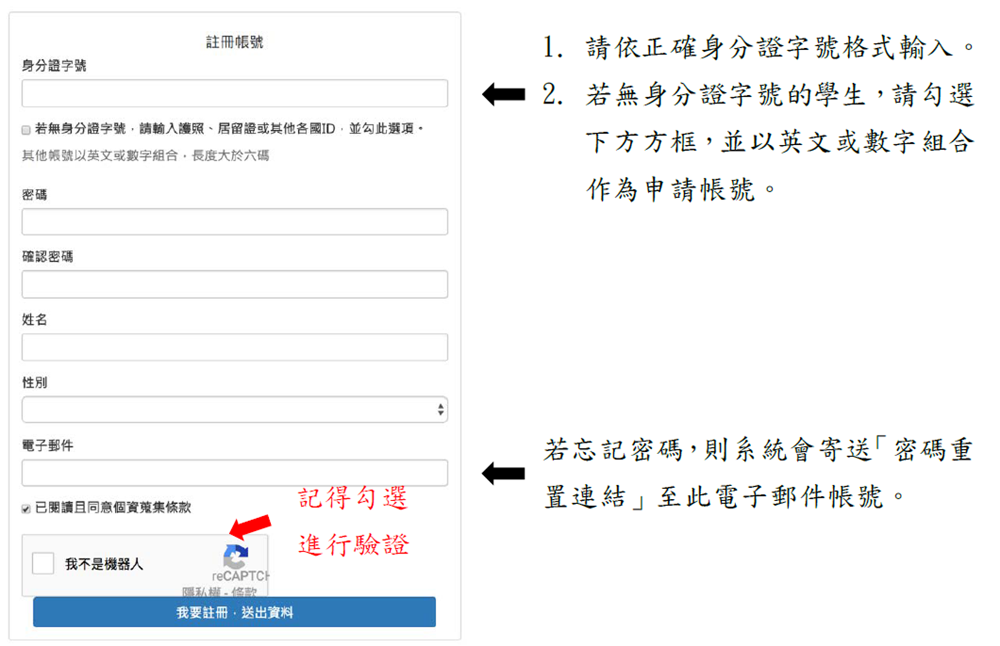 註冊帳號
身分證字號
若無身分證字號，請輸入護照、居留證或其他各國ID，並勾此選項。
其他帳號以英文或數字組合，長度大於六碼
密碼
確認密碼
姓名
性別
電子郵件
已閱讀且同意個資蒐集條款
我不是機器人
reCAPTCH
隱私權 - 條款
我要註冊，送出資料
1. 請依正確身分證字號格式輸入。
2. 若無身分證字號的學生，請勾選
下方方框，並以英文或數字組合
作為申請帳號。
若忘記密碼，則系統會寄送「密碼重
置連結」至此電子郵件帳號。
記得勾選
進行驗證